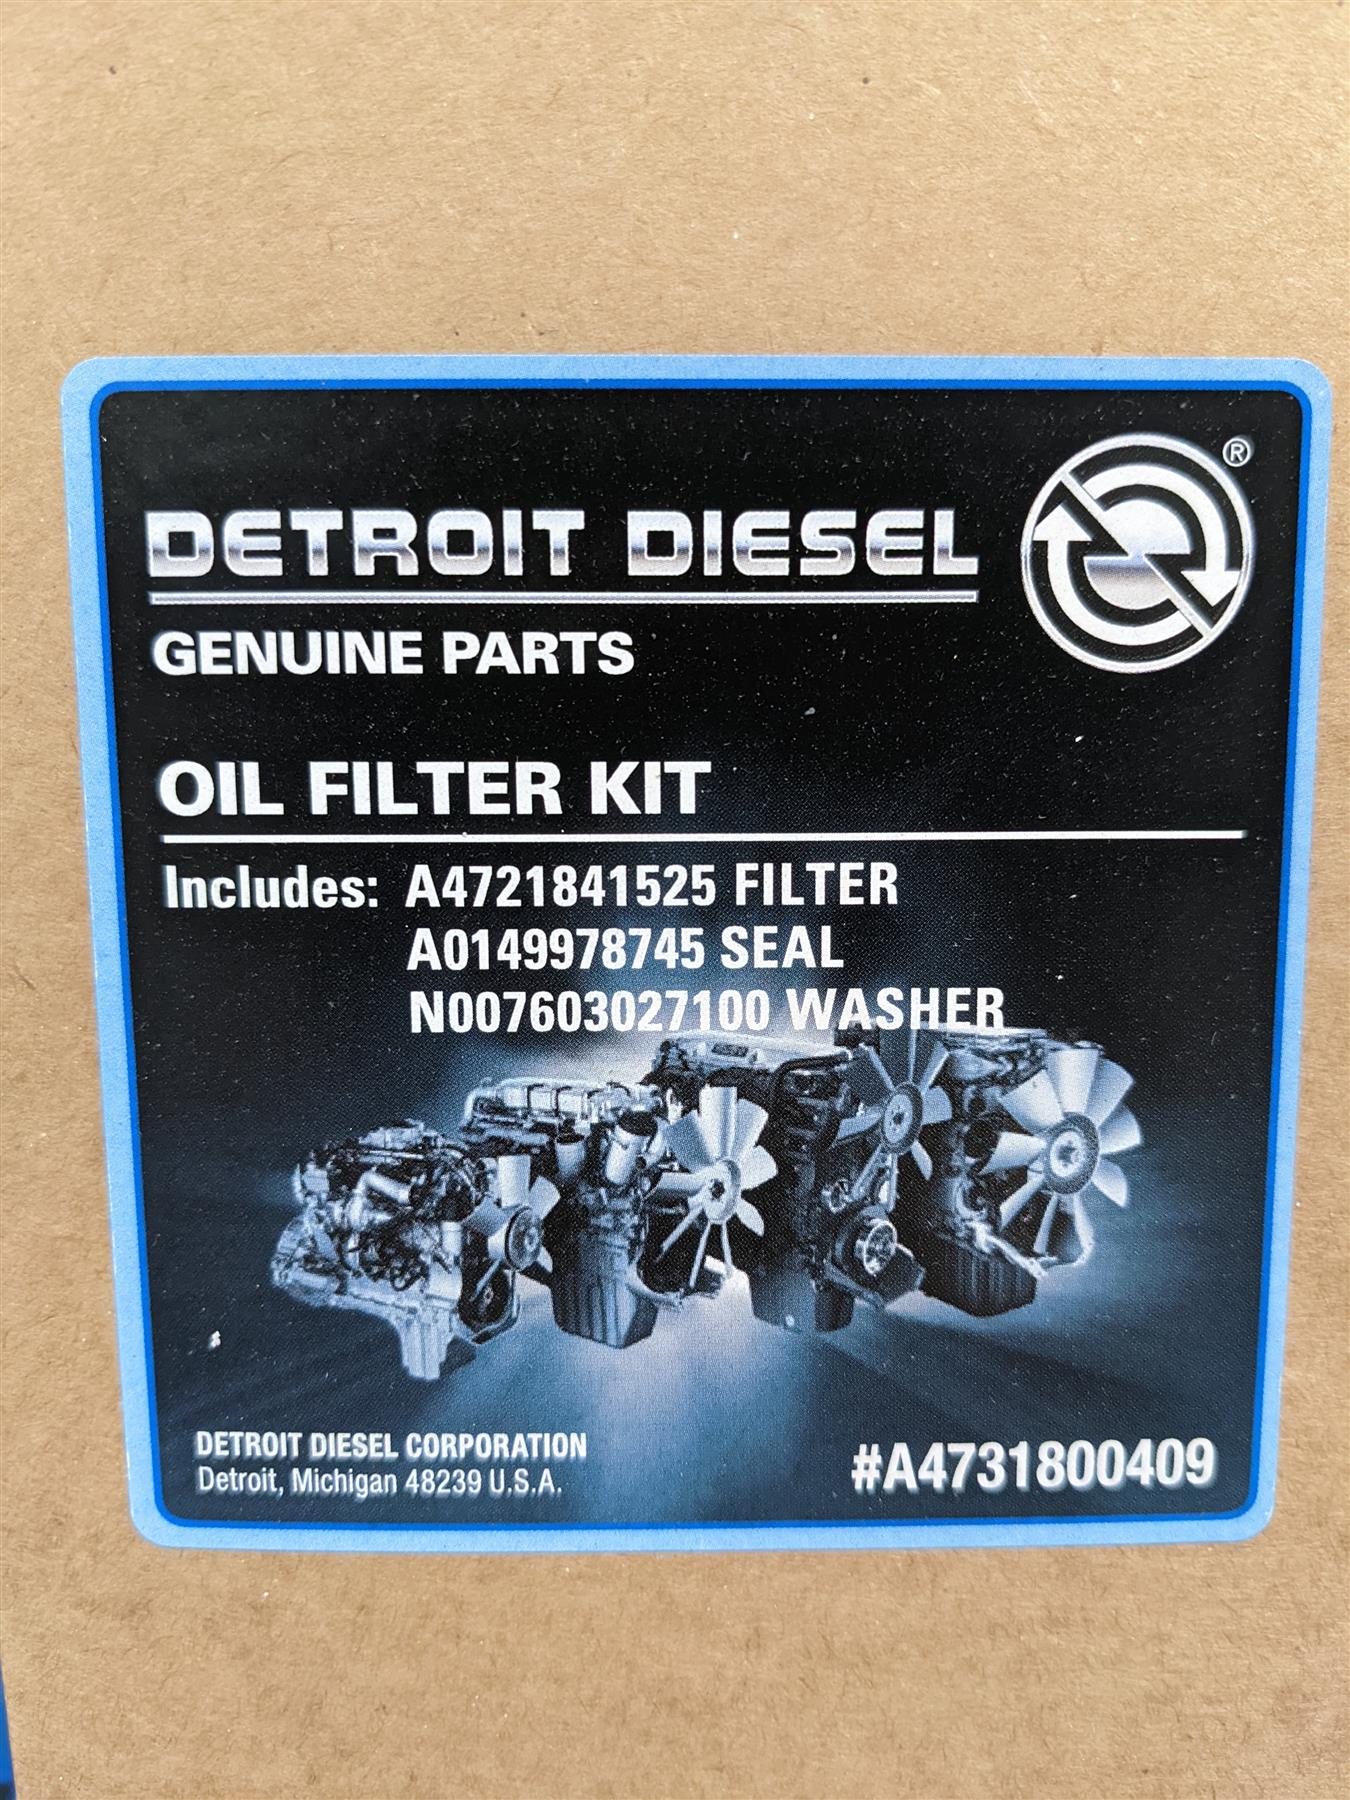 DETROIT DIESEL ®
GENUINE PARTS
OIL FILTER KIT
Includes: A4721841525 FILTER
A0149978745 SEAL
N007603027100 WASHER
DETROIT DIESEL CORPORATION
Detroit, Michigan 48239 U.S.A.
#A4731800409